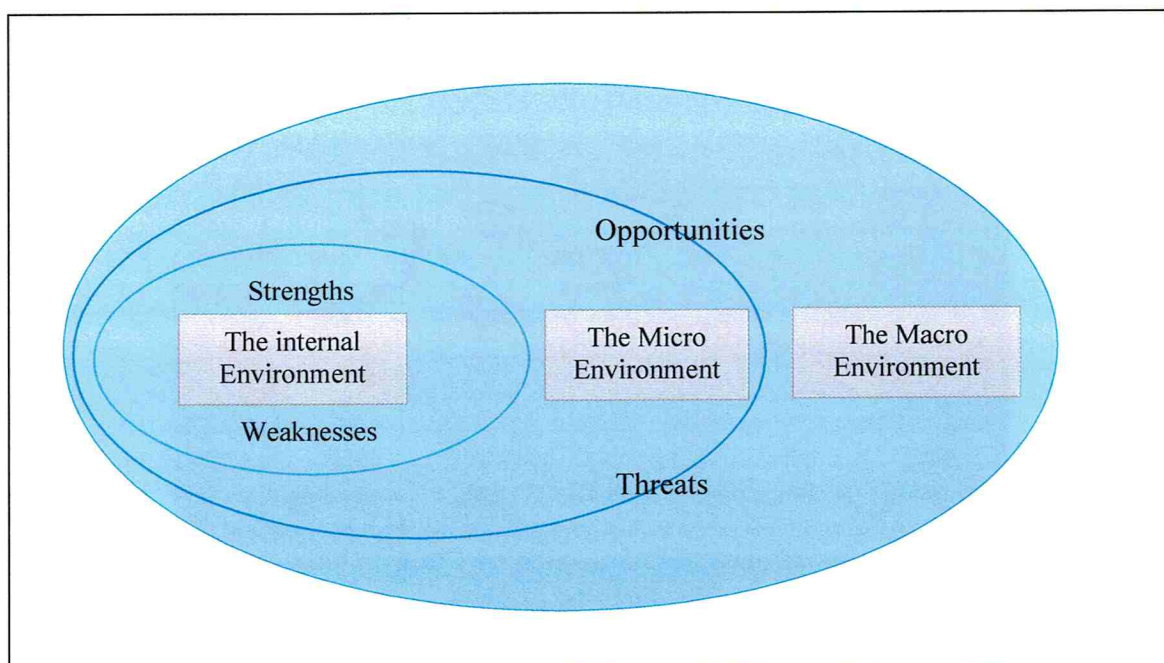 Opportunities
Strengths
The internal
Environment
The Micro
Environment
The Macro
Environment
Weaknesses
Threats